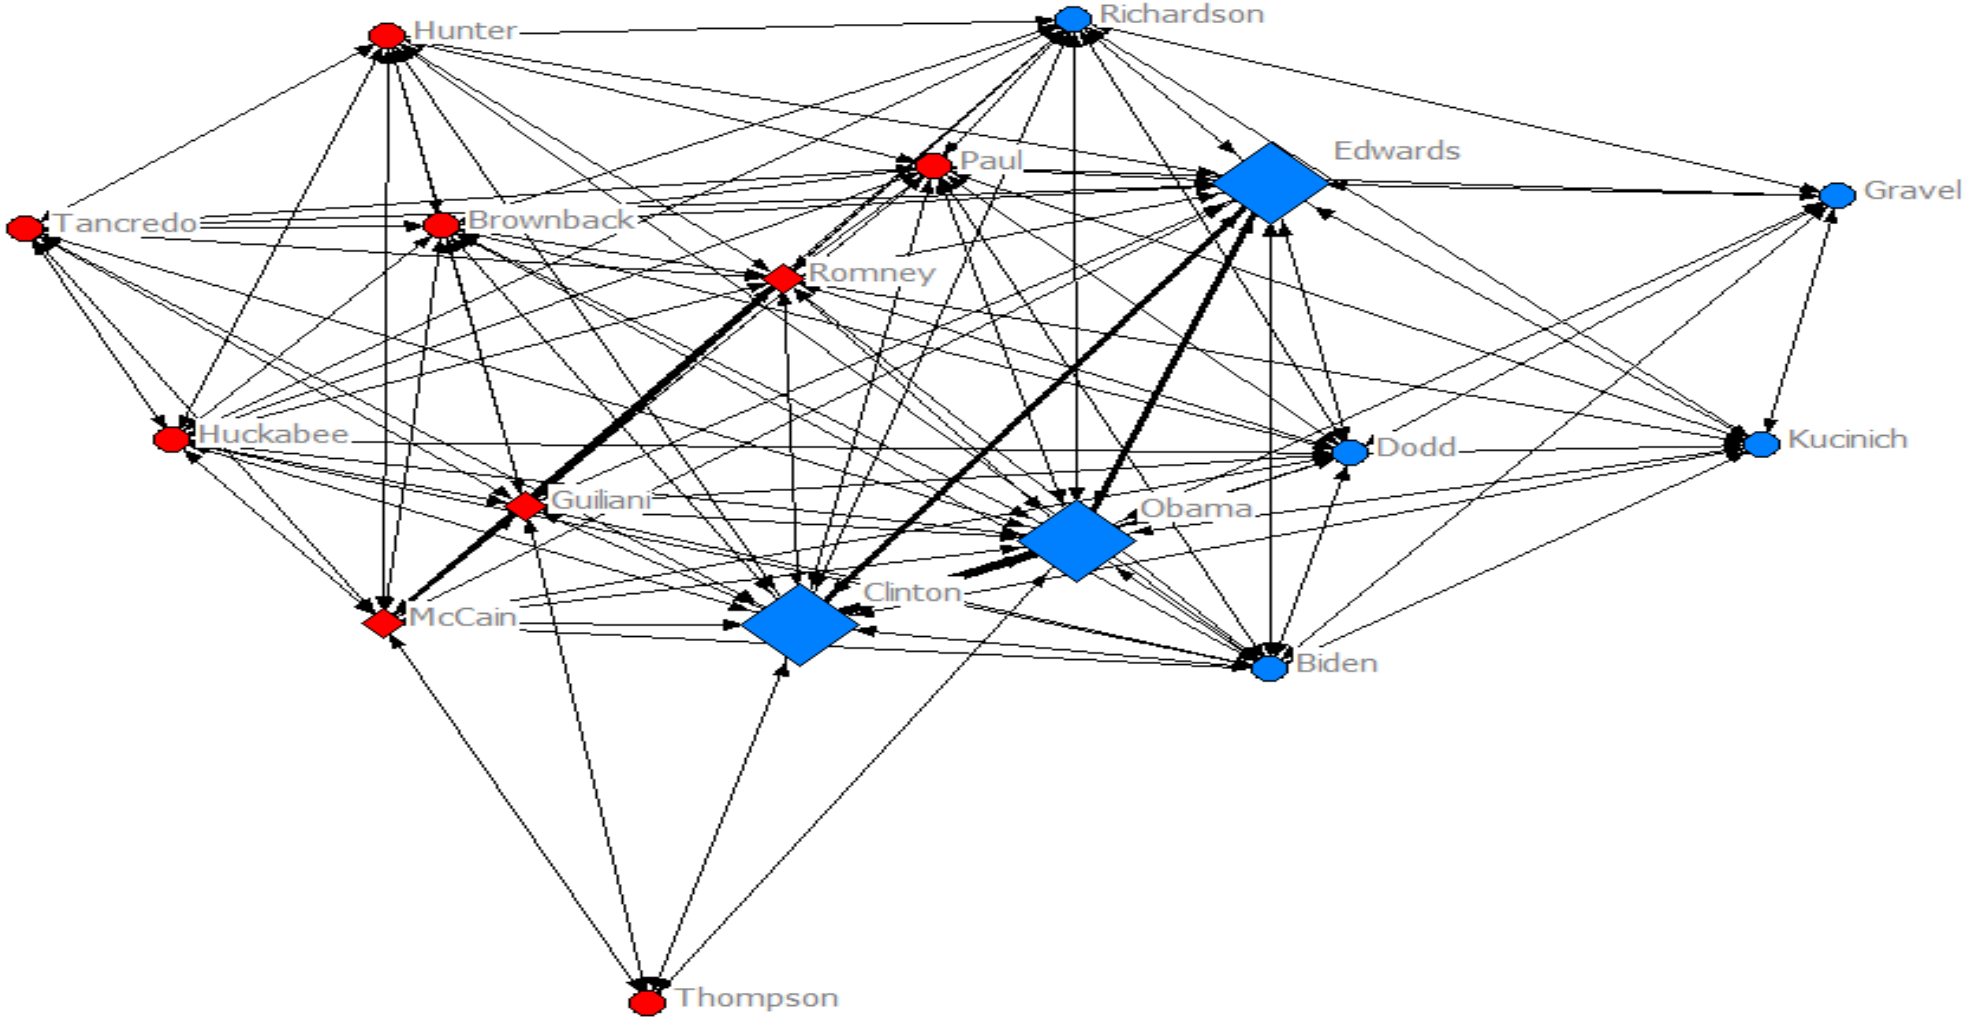 Richardson
Hunter
Edwards
Paul
Gravel
Tancredo
Brownback
Romney
Huckabee
Kucinich
Dodd
Guiliani
Obama
Clinton
McCain
Biden
Thompson